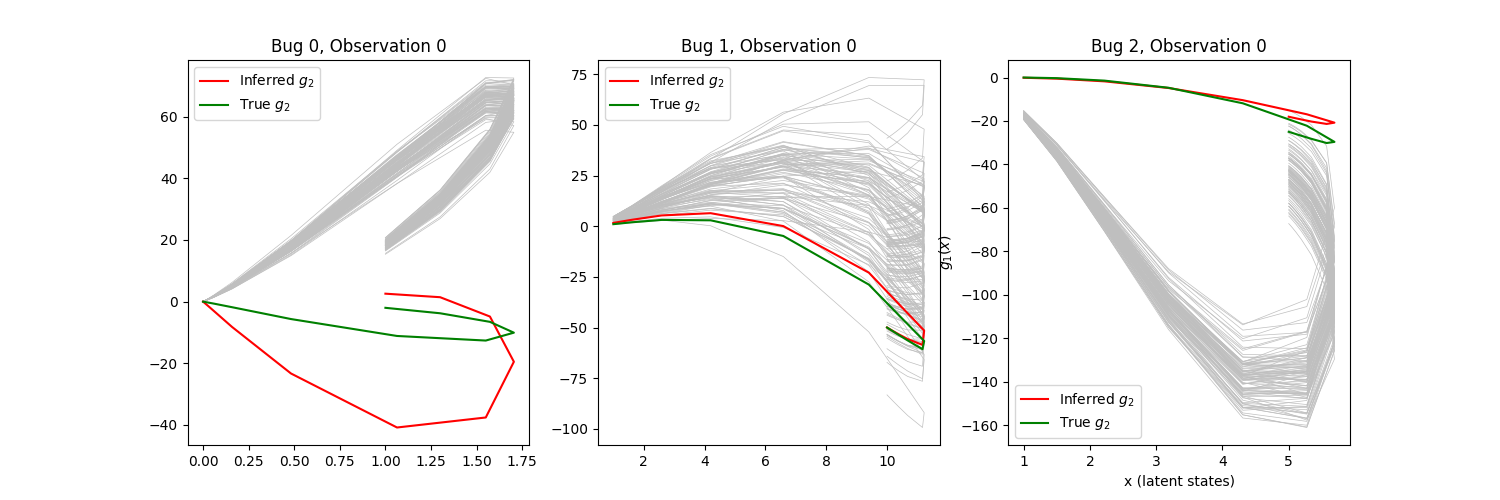 Bug 0, Observation 0
Inferred g₂
True g₂
60
40
20
0
−20
−40
0.00 0.25 0.50 0.75 1.00 1.25 1.50 1.75
Bug 1, Observation 0
Inferred g₂
True g₂
75
50
25
0
−25
−50
−75
−100
2 4 6 8 10
Bug 2, Observation 0
g₁(x)
0
−20
−40
−60
−80
−100
−120
−140
−160
Inferred g₂
True g₂
1 2 3 4 5
x (latent states)